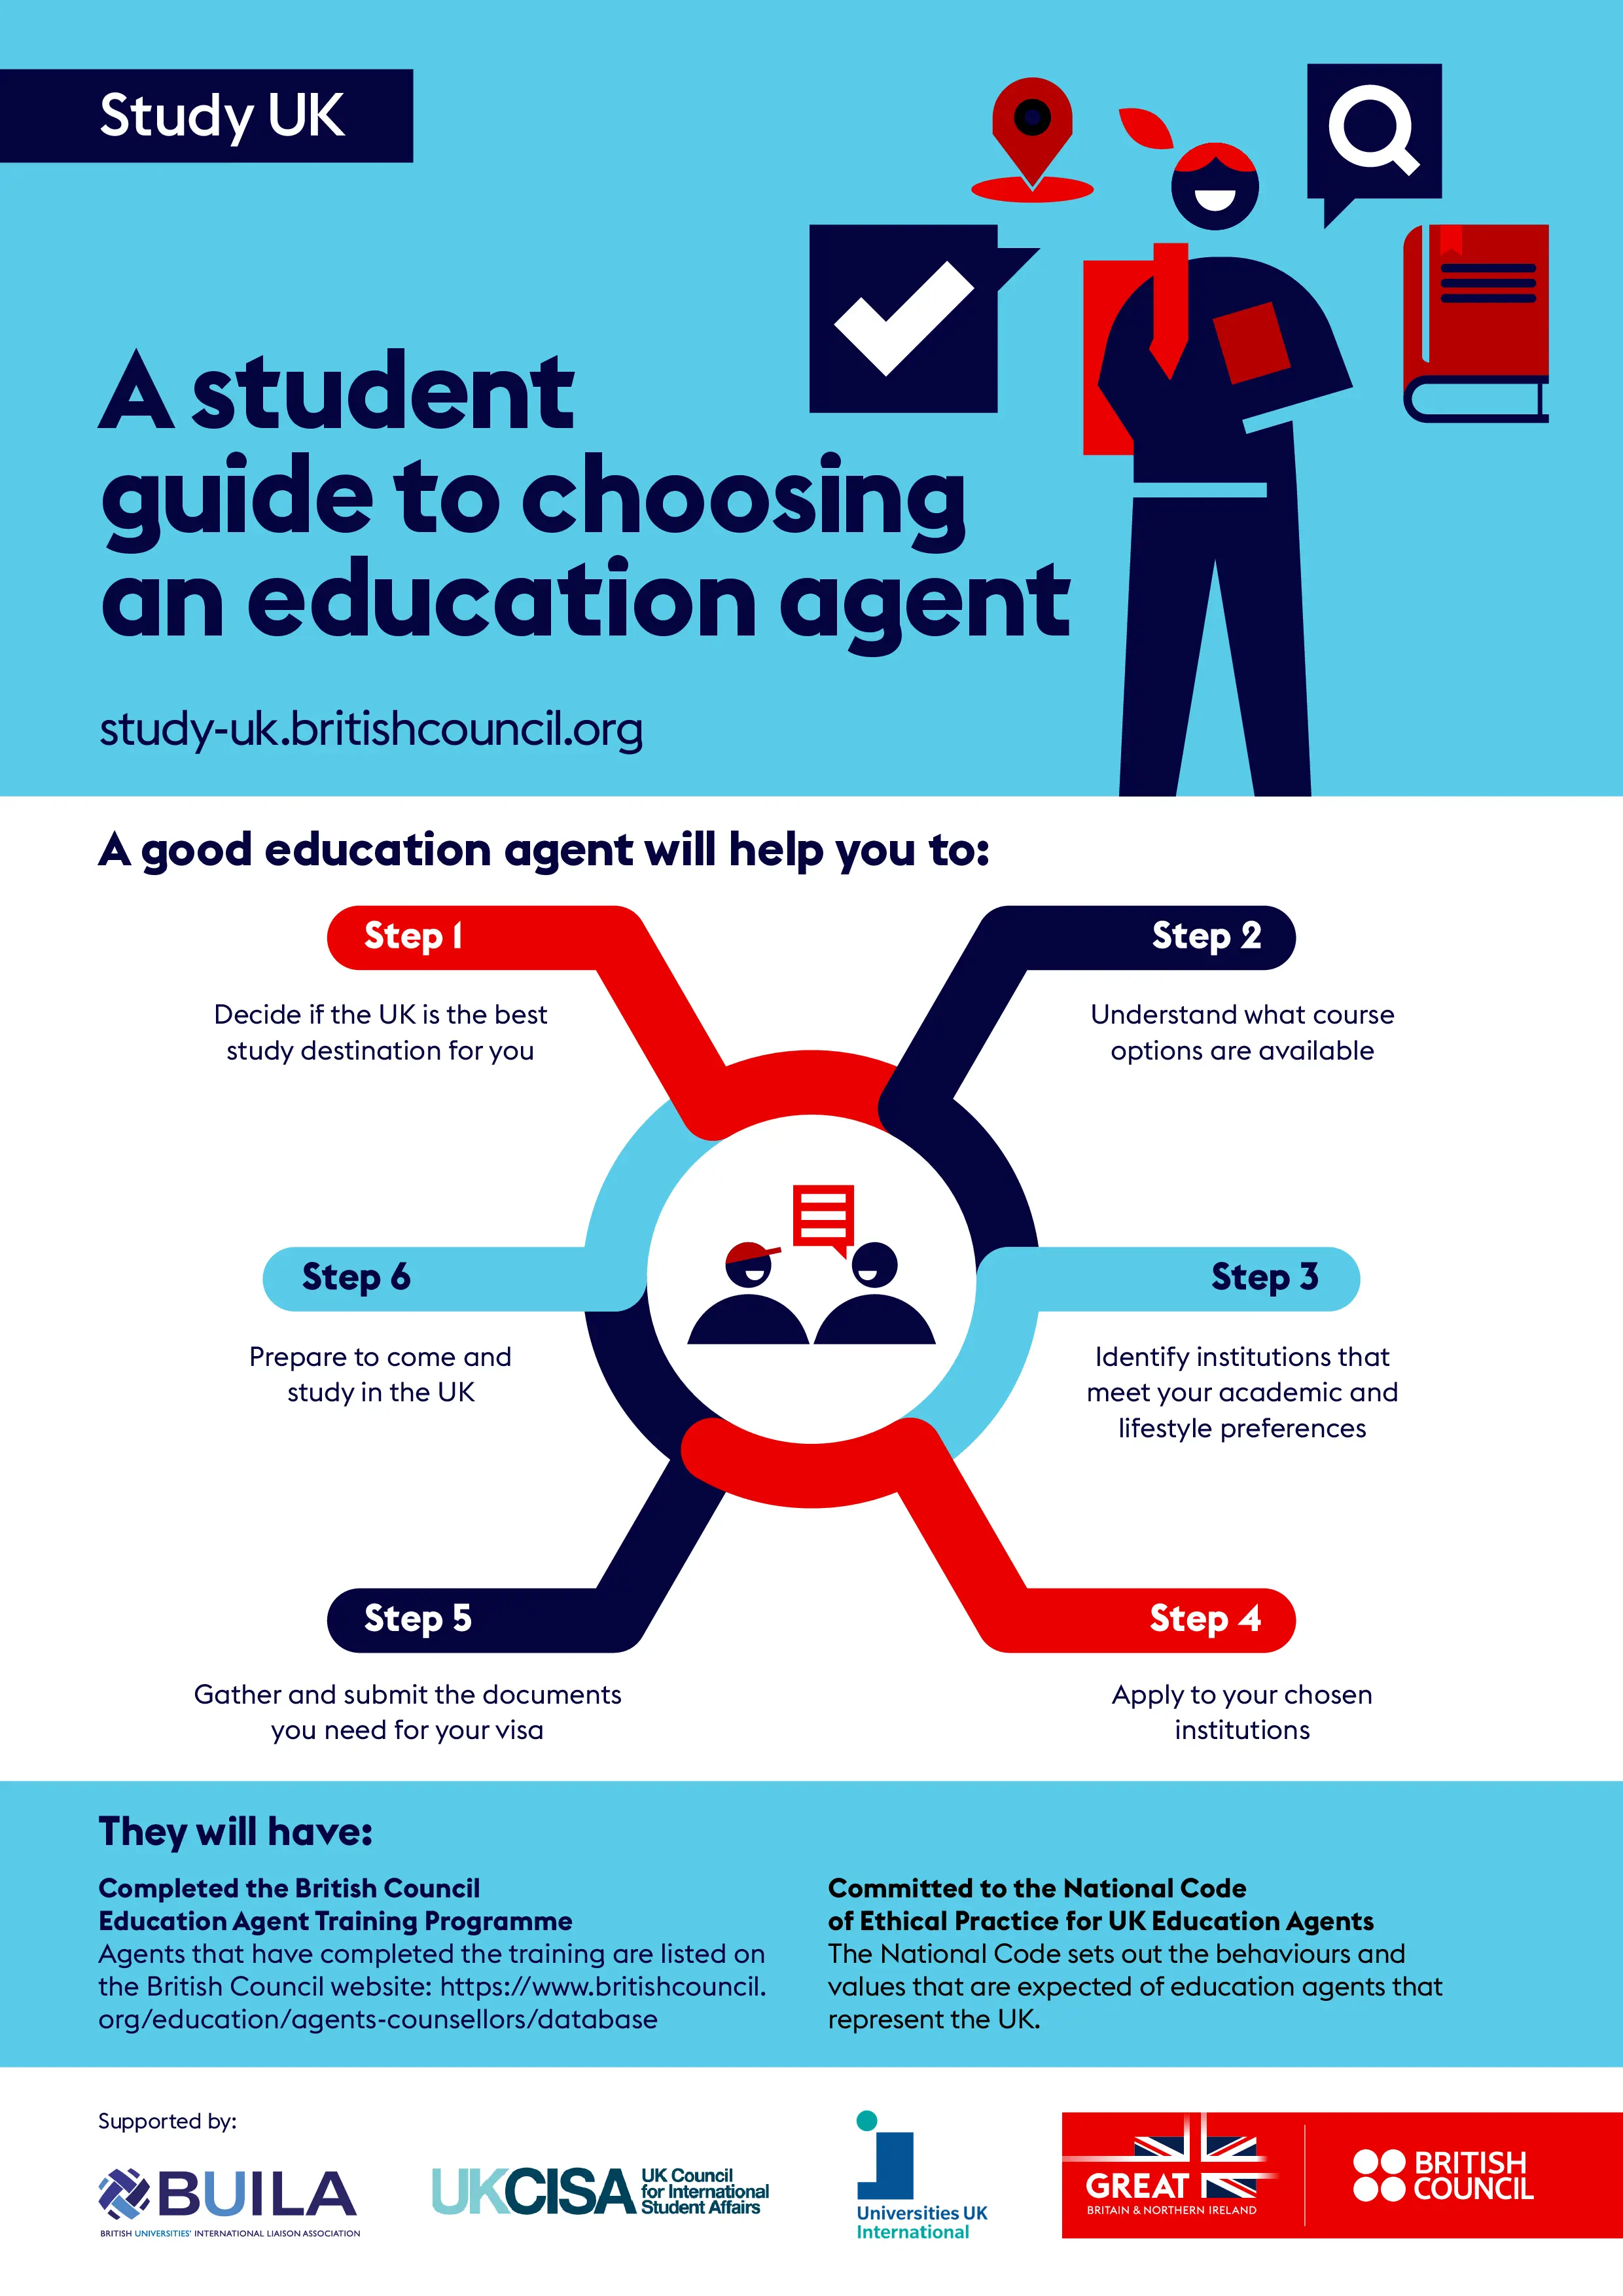 Study UK
A student
guide to choosing
an education agent
study-uk.britishcouncil.org
A good education agent will help you to:
Step 1
Decide if the UK is the best
study destination for you
Step 2
Understand what course
options are available
Step 3
Identify institutions that
meet your academic and
lifestyle preferences
Step 4
Apply to your chosen
institutions
Step 5
Gather and submit the documents
you need for your visa
Step 6
Prepare to come and
study in the UK
They will have:
Completed the British Council
Education Agent Training Programme
Agents that have completed the training are listed on
the British Council website: https://www.britishcouncil.
org/education/agents-counsellors/database
Committed to the National Code
of Ethical Practice for UK Education Agents
The National Code sets out the behaviours and
values that are expected of education agents that
represent the UK.
Supported by:
BUILA
BRITISH UNIVERSITIES' INTERNATIONAL LIAISON ASSOCIATION
UKCISA
UK Council
for International
Student Affairs
Universities UK
International
GREAT
BRITAIN & NORTHERN IRELAND
BRITISH
COUNCIL